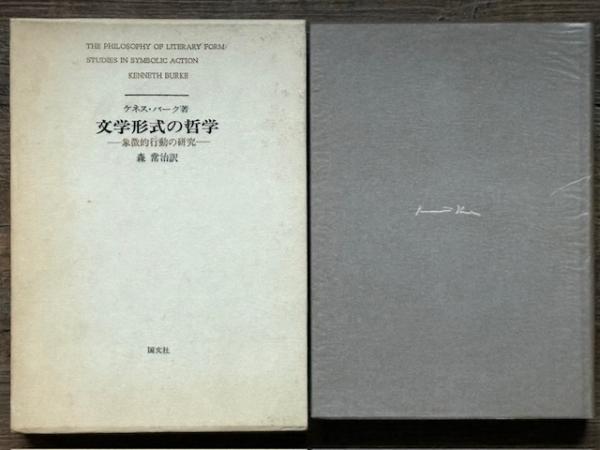 THE PHILOSOPHY OF LITERARY FORM/
STUDIES IN SYMBOLIC ACTION
KENNETH BURKE
ケネス・バーク著
文学形式の哲学
―象徴的行動の研究―
森 常治訳
国文社